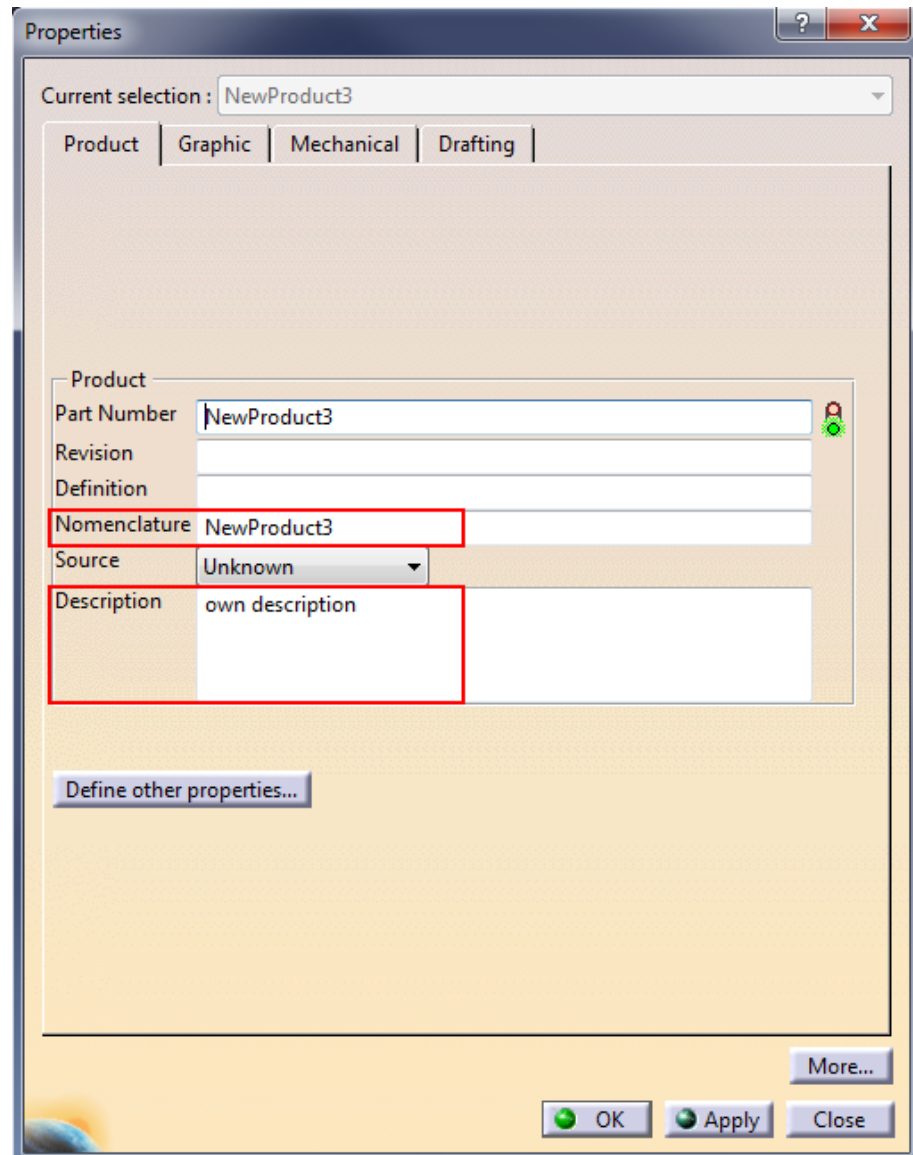 Properties
?
X
Current selection : NewProduct3
Product Graphic Mechanical Drafting
Product
Part Number NewProduct3
Revision
Definition
Nomenclature NewProduct3
Source Unknown
Description own description
Define other properties...
More...
OK Apply Close